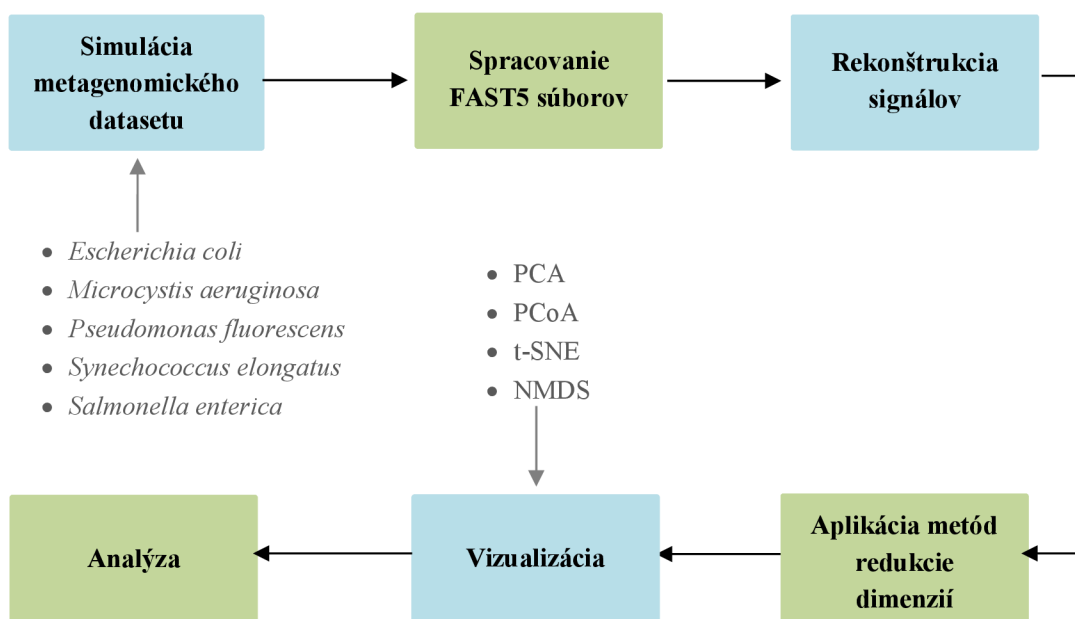 Simulácia
metagenomického
datasetu
Spracovanie
FAST5 súborov
Rekonštrukcia
signálov
• Escherichia coli
• Microcystis aeruginosa
• Pseudomonas fluorescens
• Synechococcus elongatus
• Salmonella enterica
• PCA
• PCoA
• t-SNE
• NMDS
Analýza
Vizualizácia
Aplikácia metód
redukcie
dimenzií